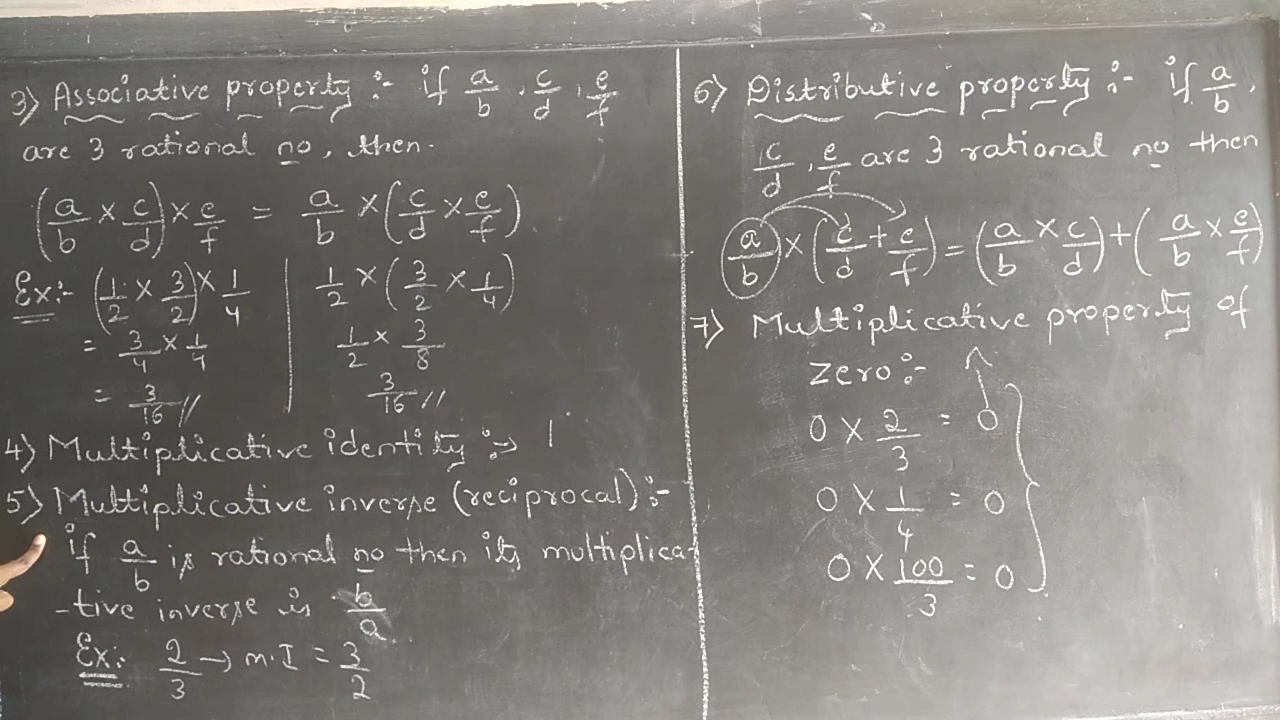 3) Associative property :- if a/b, c/d, e/f
are 3 rational no, then.
(a/b × c/d) × e/f = a/b × (c/d × e/f)
Ex:- (1/2 × 3/2) × 1/4
= 3/4 × 1/4
= 3/16 //
1/2 × (3/2 × 1/4)
1/2 × 3/8
3/16 //
4) Multiplicative identity :-> 1
5) Multiplicative inverse (reciprocal) :-
if a/b is rational no then its multiplica-
-tive inverse is b/a
Ex:- 2/3 → m.I = 3/2
6) Distributive property :- if a/b,
c/d, e/f are 3 rational no then
a/b × (c/d + e/f) = (a/b × c/d) + (a/b × e/f)
7) Multiplicative property of
zero :-
0 × 2/3 = 0
0 × 1/4 = 0
0 × 100/3 = 0